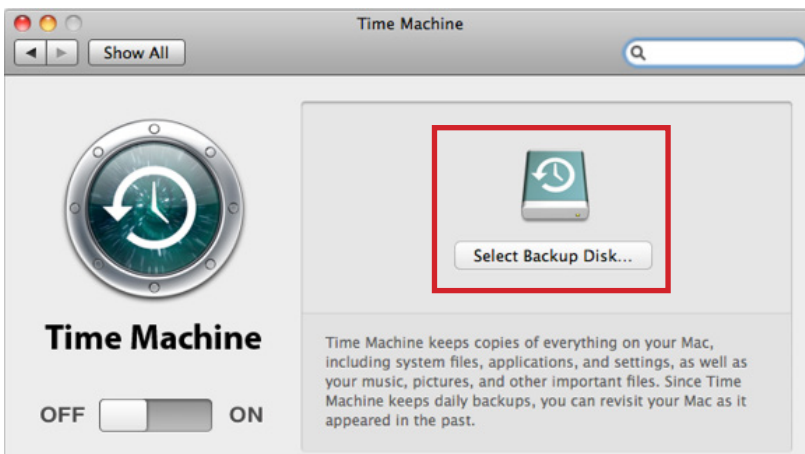 Time Machine
Show All
Select Backup Disk...
Time Machine
Time Machine keeps copies of everything on your Mac,
including system files, applications, and settings, as well as
your music, pictures, and other important files. Since Time
Machine keeps daily backups, you can revisit your Mac as it
appeared in the past.
OFF ON